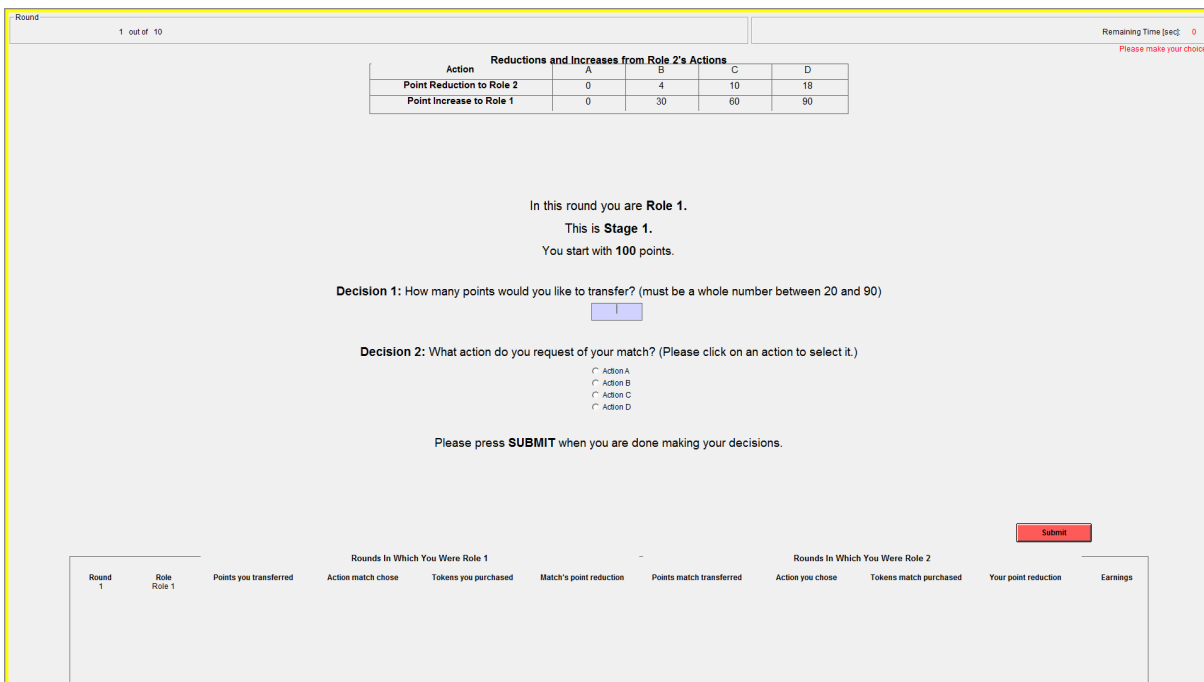 Round
1 out of 10
Remaining Time [sec]: 0
Please make your choice
Reductions and Increases from Role 2's Actions
Action A B C D
Point Reduction to Role 2 0 4 10 18
Point Increase to Role 1 0 30 60 90
In this round you are Role 1.
This is Stage 1.
You start with 100 points.
Decision 1: How many points would you like to transfer? (must be a whole number between 20 and 90)
Decision 2: What action do you request of your match? (Please click on an action to select it.)
Action A
Action B
Action C
Action D
Please press SUBMIT when you are done making your decisions.
Submit
Rounds In Which You Were Role 1 Rounds In Which You Were Role 2
Round Role Points you transferred Action match chose Tokens you purchased Match's point reduction Points match transferred Action you chose Tokens match purchased Your point reduction Earnings
1 Role 1